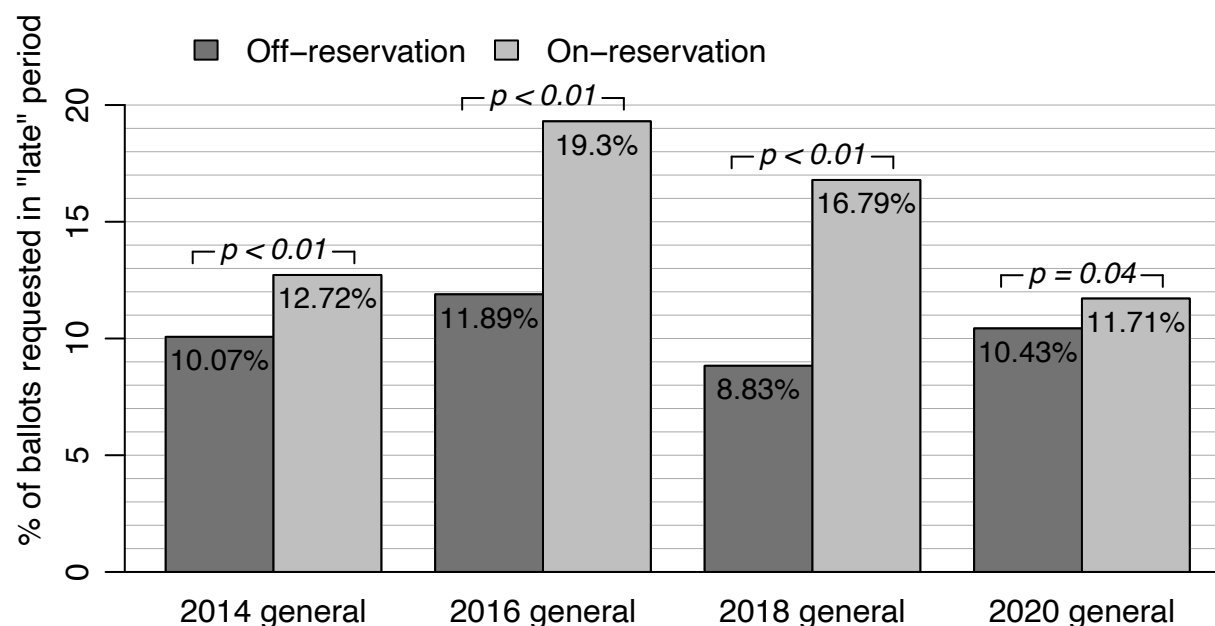 % of ballots requested in "late" period
Off−reservation On−reservation
20
15
10
5
0
p < 0.01
p < 0.01
p < 0.01
p = 0.04
10.07%
12.72%
11.89%
19.3%
8.83%
16.79%
10.43%
11.71%
2014 general 2016 general 2018 general 2020 general